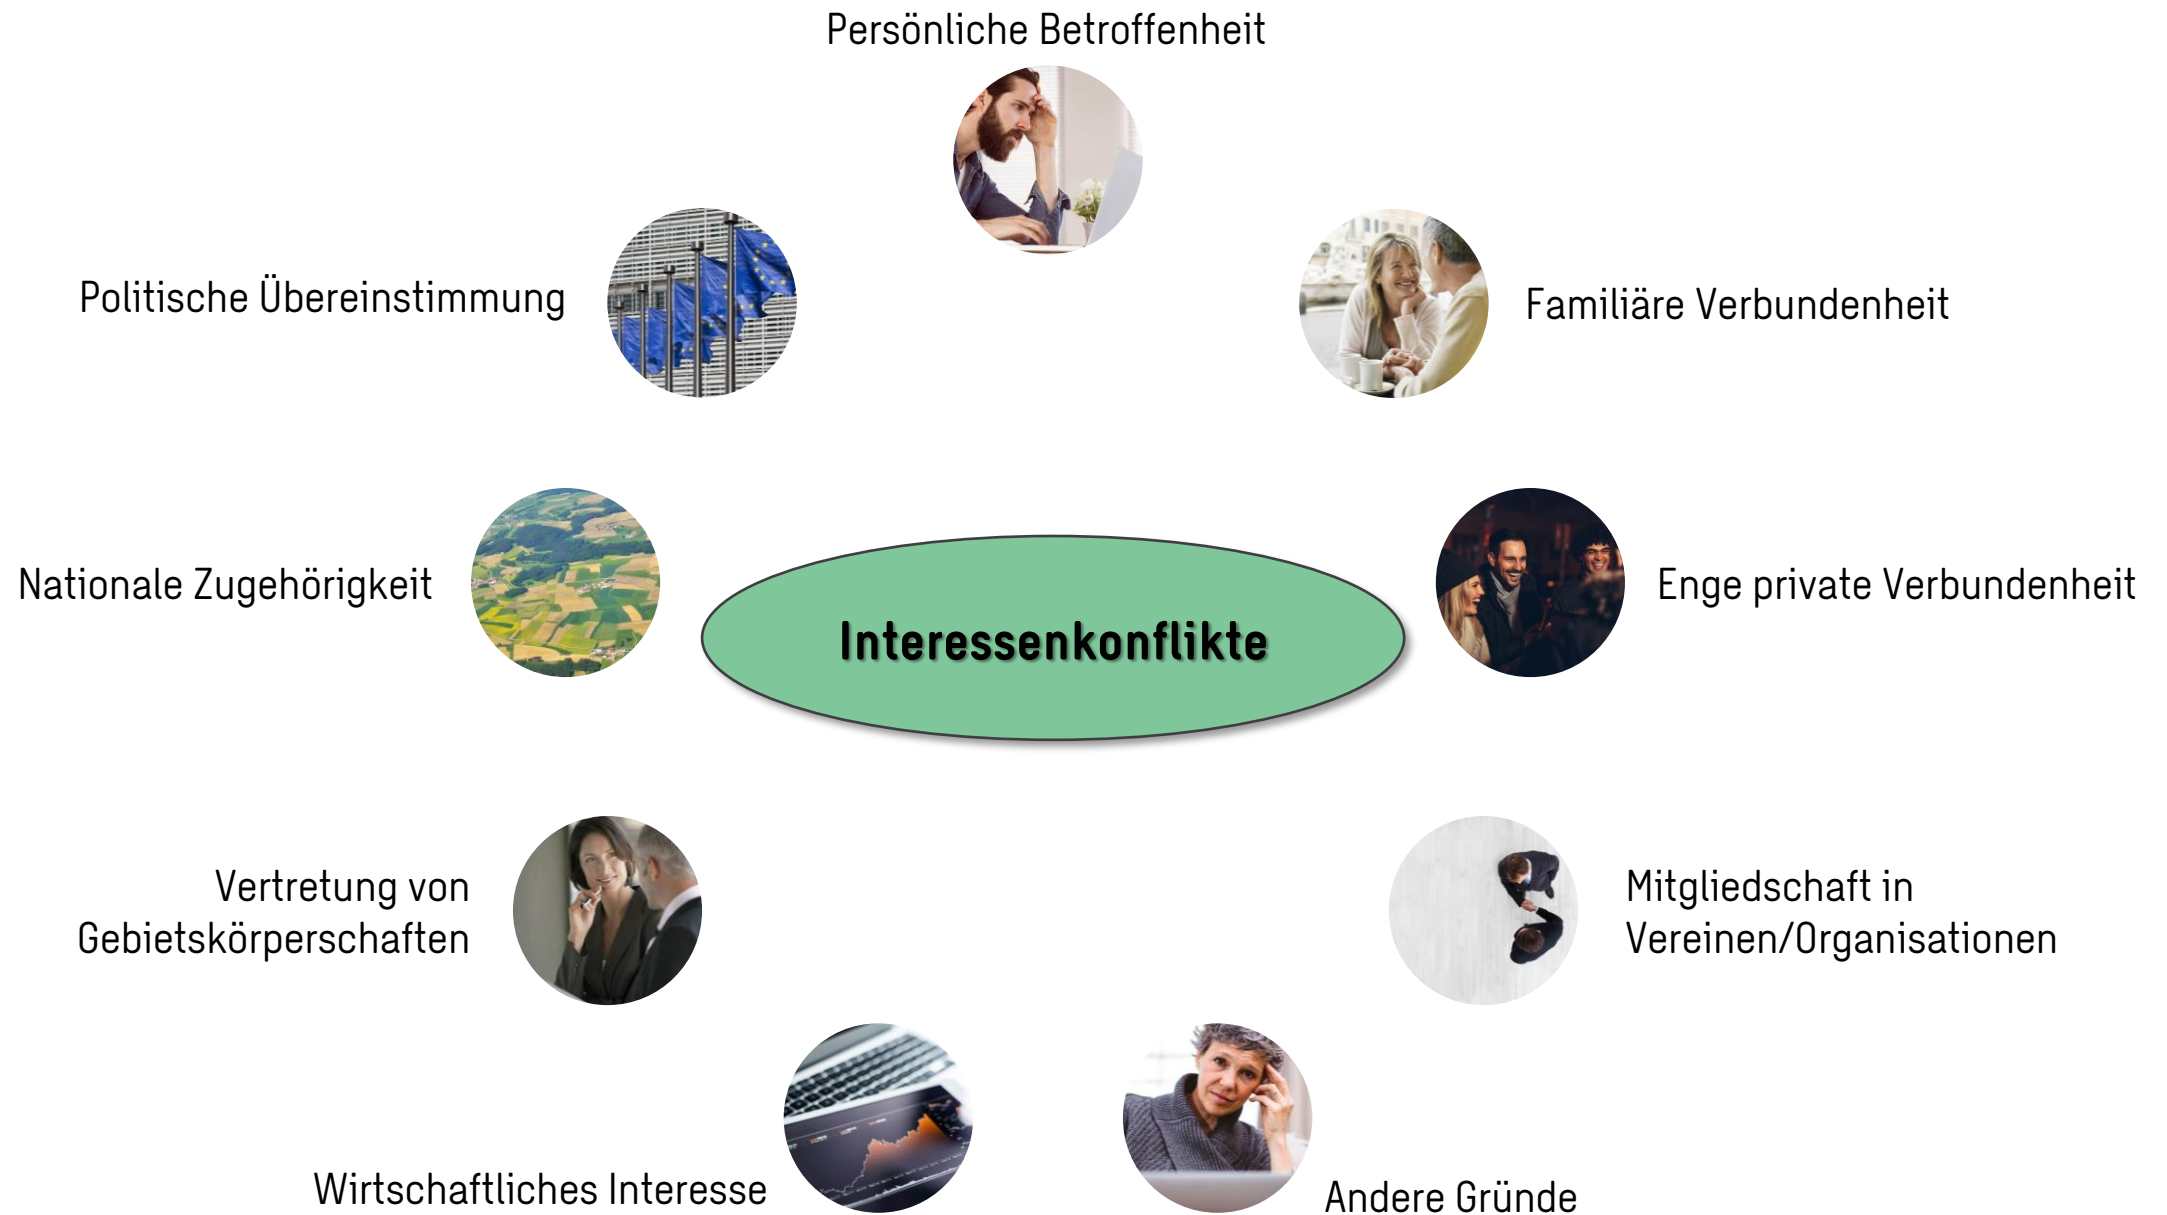 Persönliche Betroffenheit
Politische Übereinstimmung
Familiäre Verbundenheit
Nationale Zugehörigkeit
Interessenkonflikte
Enge private Verbundenheit
Vertretung von
Gebietskörperschaften
Mitgliedschaft in
Vereinen/Organisationen
Wirtschaftliches Interesse
Andere Gründe